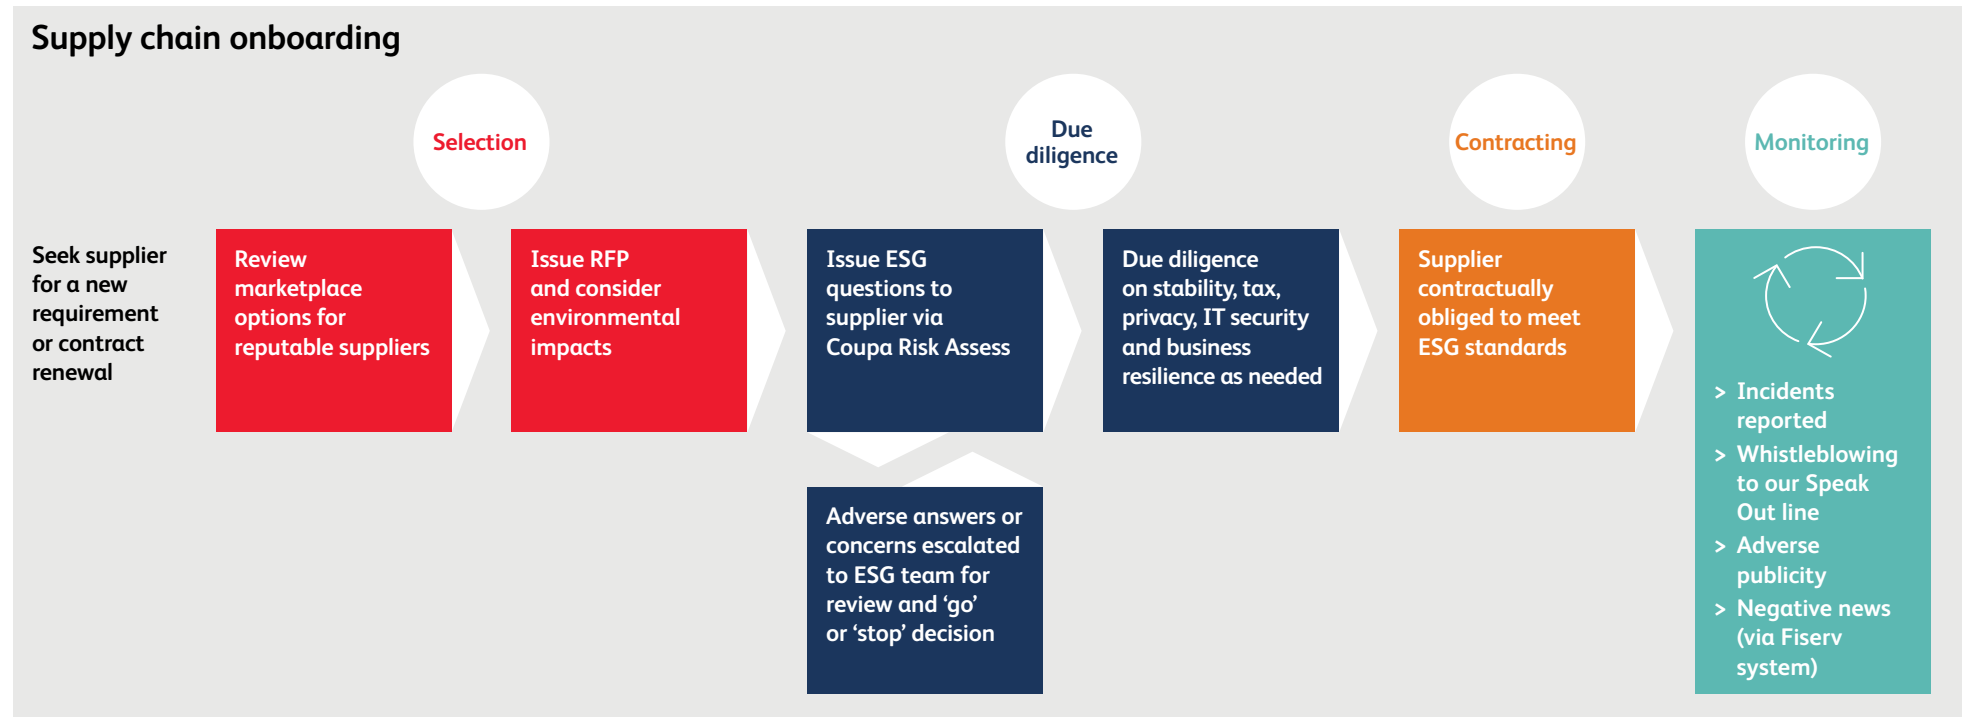 Supply chain onboarding
Selection
Due
diligence
Contracting
Monitoring
Seek supplier
for a new
requirement
or contract
renewal
Review
marketplace
options for
reputable suppliers
Issue RFP
and consider
environmental
impacts
Issue ESG
questions to
supplier via
Coupa Risk Assess
Adverse answers or
concerns escalated
to ESG team for
review and ‘go’
or ‘stop’ decision
Due diligence
on stability, tax,
privacy, IT security
and business
resilience as needed
Supplier
contractually
obliged to meet
ESG standards
> Incidents
reported
> Whistleblowing
to our Speak
Out line
> Adverse
publicity
> Negative news
(via Fiserv
system)